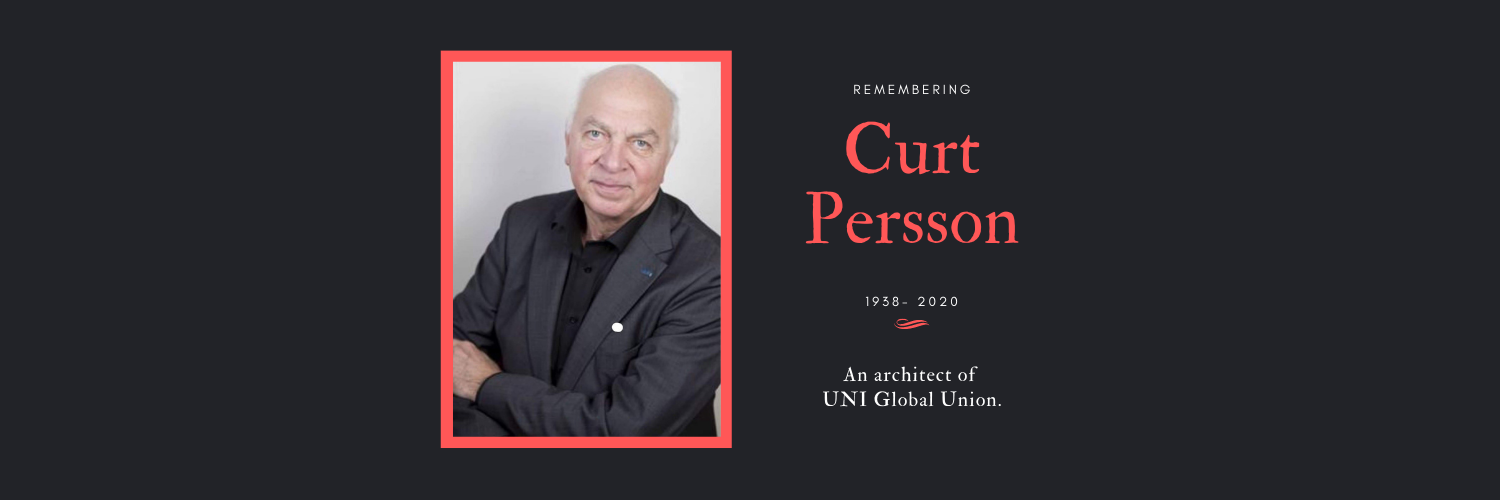 REMEMBERING
Curt
Persson
1938- 2020
An architect of
UNI Global Union.